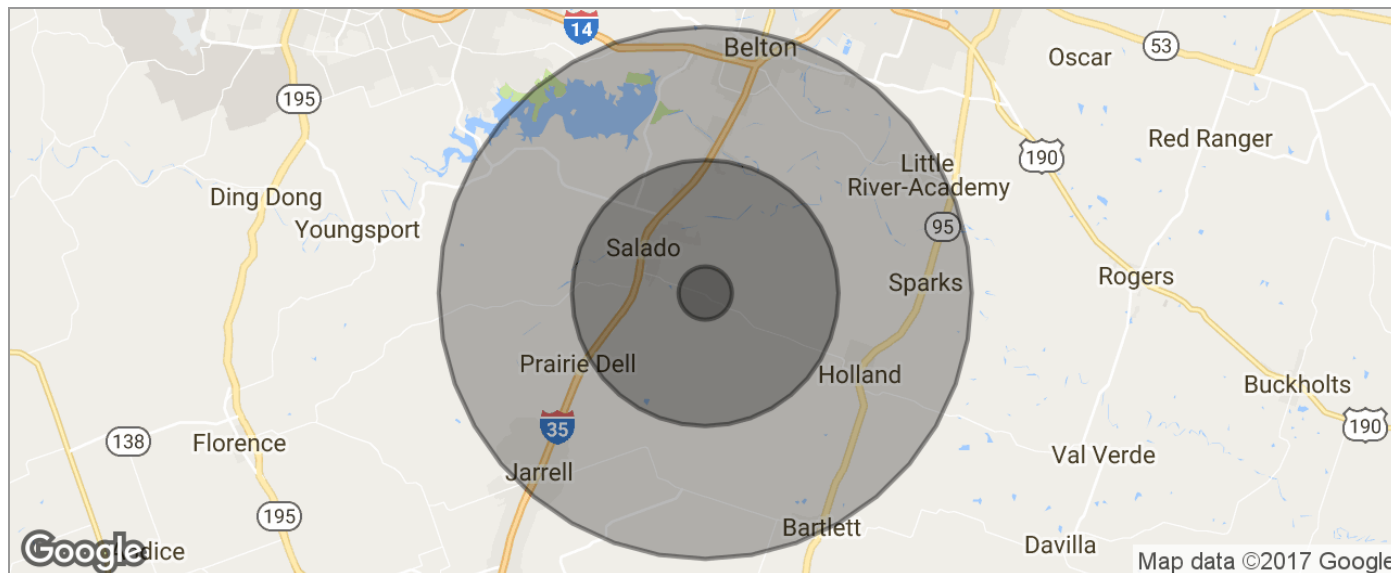 14
Belton
53
Oscar
195
Red Ranger
190
Little
River-Academy
Ding Dong
Youngsport
95
Salado
Rogers
Sparks
Prairie Dell
Holland
Buckholts
190
35
138
Florence
Val Verde
Jarrell
195
Bartlett
Davilla
Google
Map data ©2017 Google